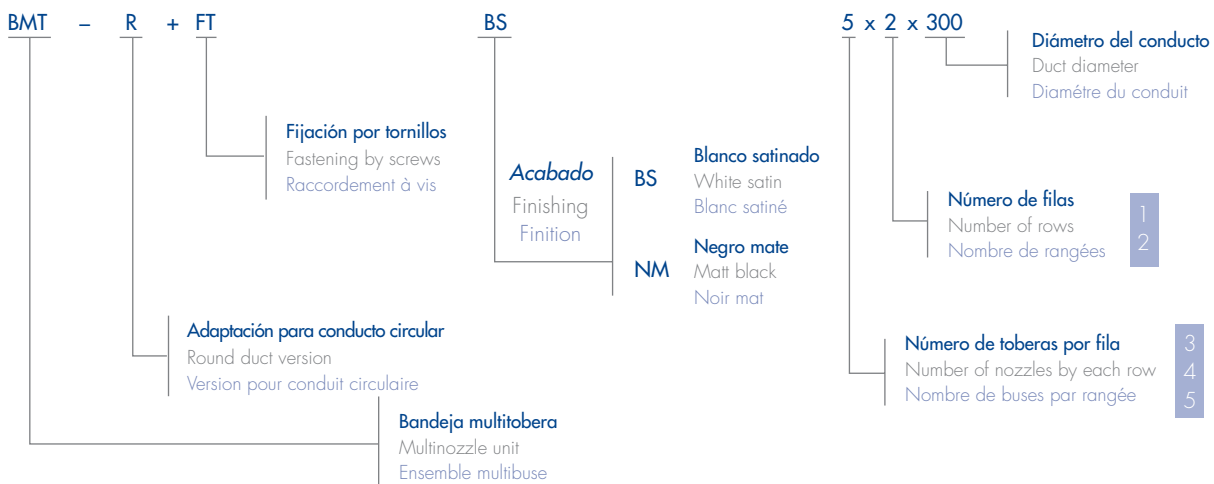 BMT – R + FT BS 5 x 2 x 300
Diámetro del conducto
Duct diameter
Diamétre du conduit
Fijación por tornillos
Fastening by screws
Raccordement à vis
Acabado
Finishing
Finition
BS
Blanco satinado
White satin
Blanc satiné
NM
Negro mate
Matt black
Noir mat
Número de filas
Number of rows
Nombre de rangées
1
2
Adaptación para conducto circular
Round duct version
Version pour conduit circulaire
Número de toberas por fila
Number of nozzles by each row
Nombre de buses par rangée
3
4
5
Bandeja multitobera
Multinozzle unit
Ensemble multibuse